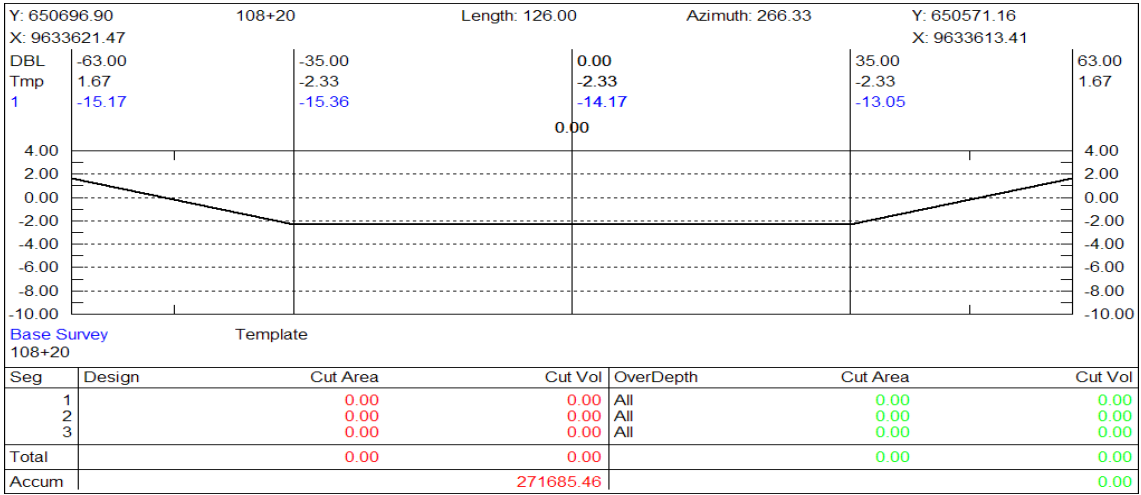 Y: 650696.90 108+20 Length: 126.00 Azimuth: 266.33 Y: 650571.16
X: 9633621.47 X: 9633613.41
DBL -63.00 -35.00 0.00 35.00 63.00
Tmp 1.67 -2.33 -2.33 -2.33 1.67
1 -15.17 -15.36 -14.17 -13.05
0.00
4.00 4.00
2.00 2.00
0.00 0.00
-2.00 -2.00
-4.00 -4.00
-6.00 -6.00
-8.00 -8.00
-10.00 -10.00
Base Survey Template
108+20
Seg Design Cut Area Cut Vol OverDepth Cut Area Cut Vol
1 0.00 0.00 All 0.00 0.00
2 0.00 0.00 All 0.00 0.00
3 0.00 0.00 All 0.00 0.00
Total 0.00 0.00 0.00 0.00
Accum 271685.46 0.00